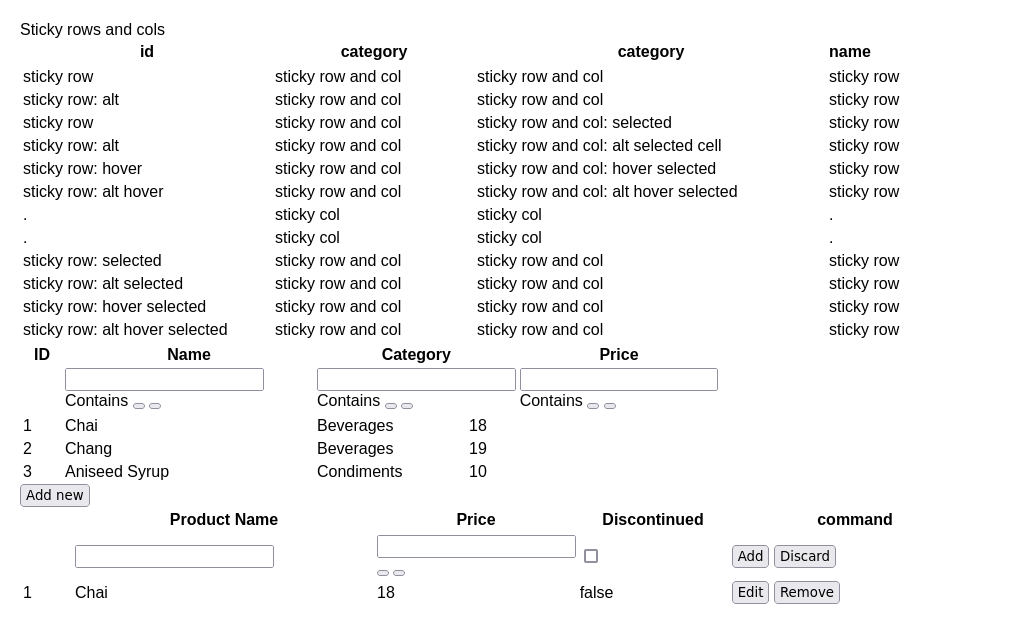 Sticky rows and cols
id category category name
sticky row sticky row and col sticky row and col sticky row
sticky row: alt sticky row and col sticky row and col sticky row
sticky row sticky row and col sticky row and col: selected sticky row
sticky row: alt sticky row and col sticky row and col: alt selected cell sticky row
sticky row: hover sticky row and col sticky row and col: hover selected sticky row
sticky row: alt hover sticky row and col sticky row and col: alt hover selected sticky row
. sticky col sticky col .
. sticky col sticky col .
sticky row: selected sticky row and col sticky row and col sticky row
sticky row: alt selected sticky row and col sticky row and col sticky row
sticky row: hover selected sticky row and col sticky row and col sticky row
sticky row: alt hover selected sticky row and col sticky row and col sticky row
ID Name Category Price
Contains Contains Contains
1 Chai Beverages 18
2 Chang Beverages 19
3 Aniseed Syrup Condiments 10
Add new
Product Name Price Discontinued command
Add Discard
1 Chai 18 false Edit Remove